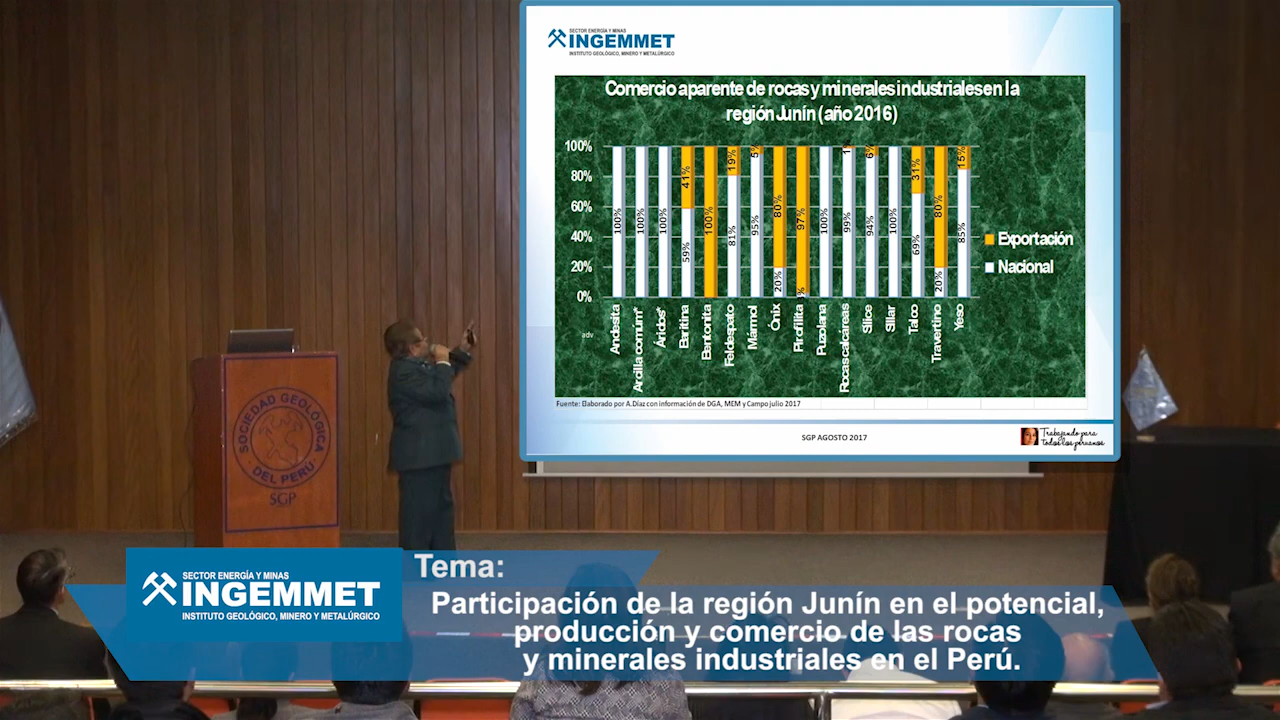 SECTOR ENERGÍA Y MINAS
INGEMMET
INSTITUTO GEOLÓGICO, MINERO Y METALÚRGICO
Comercio aparente de rocas y minerales industriales en la
región Junín (año 2016)
100%
80%
60%
40%
20%
0%
100%
100%
100%
59%
41%
100%
81%
19%
95%
5%
20%
80%
97%
100%
99%
1%
94%
6%
100%
69%
31%
20%
80%
85%
15%
Exportación
Nacional
Andesita
Arcilla comun*
Áridos*
Baritina
Bentonita
Feldespato
Mármol
Ónix
Pirofilita
Puzolana
Rocas calcáreas
Sílice
Sillar
Talco
Travertino
Yeso
adv
Fuente: Elaborado por A.Díaz con información de DGA, MEM y Campo julio 2017
SGP AGOSTO 2017
Trabajando para
todos los peruanos
SOCIEDAD GEOLÓGICA
DEL PERÚ
SGP
SECTOR ENERGÍA Y MINAS
INGEMMET
INSTITUTO GEOLÓGICO, MINERO Y METALÚRGICO
Tema:
Participación de la región Junín en el potencial,
producción y comercio de las rocas
y minerales industriales en el Perú.